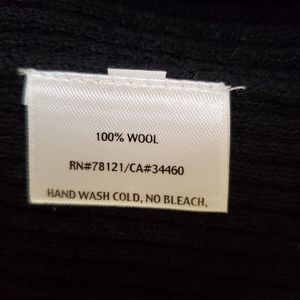 100% WOOL
RN#78121/CA#34460
HAND WASH COLD, NO BLEACH,